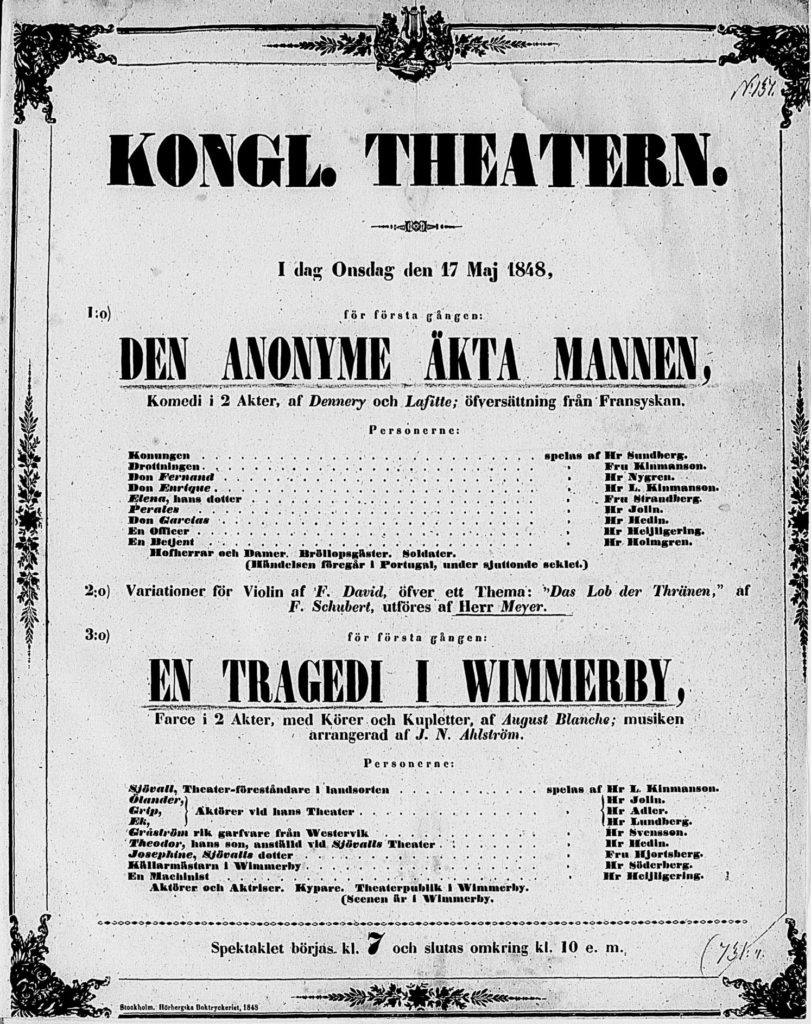 N:151.
KONGL. THEATERN.
I dag Onsdag den 17 Maj 1848,
1:o) för första gången:
DEN ANONYME ÄKTA MANNEN,
Komedi i 2 Akter, af Dennery och Lafitte; öfversättning från Fransyskan.
Personerne:
Konungen . . . . . spelas af Hr Sundberg.
Drottningen . . . . . Fru Kinmanson.
Don Fernand . . . . . Hr Nygren.
Don Enrique . . . . . Hr L. Kinmanson.
Elena, hans dotter . . . . . Fru Strandberg.
Perales . . . . . Hr Jolin.
Don Garcias . . . . . Hr Hedin.
En Officer . . . . . Hr Heijligering.
En Betjent . . . . . Hr Holmgren.
Hofherrar och Damer. Bröllopsgäster. Soldater.
(Händelsen föregår i Portugal, under sjuttonde seklet.)
2:o) Variationer för Violin af F. David, öfver ett Thema: "Das Lob der Thränen," af
F. Schubert, utföres af Herr Meyer.
3:o) för första gången:
EN TRAGEDI I WIMMERBY,
Farce i 2 Akter, med Körer och Kupletter, af August Blanche; musiken
arrangerad af J. N. Ahlström.
Personerne:
Sjövall, Theater-föreståndare i landsorten . . . . . spelas af Hr L. Kinmanson.
Ölander, Hr Jolin.
Grip, } Aktörer vid hans Theater . . . . . { Hr Adler.
Ek, Hr Lundberg.
Gråström rik garfvare från Westervik . . . . . Hr Svensson.
Theodor, hans son, anställd vid Sjövalls Theater . . . . . Hr Hedin.
Josephine, Sjövalls dotter . . . . . Fru Hjortsberg.
Källarmästarn i Wimmerby . . . . . Hr Söderberg.
En Machinist . . . . . Hr Heijligering.
Aktörer och Aktriser. Kypare. Theaterpublik i Wimmerby.
(Scenen är i Wimmerby.
Spektaklet börjas kl. 7 och slutas omkring kl. 10 e. m.
Stockholm. Hörbergska Boktryckeriet, 1848